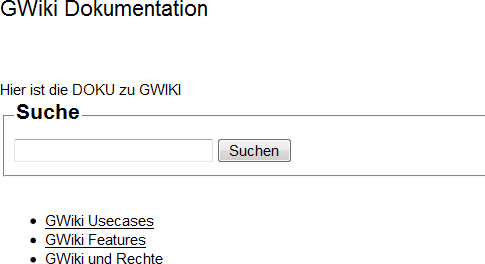 GWiki Dokumentation
Hier ist die DOKU zu GWIKI
Suche
Suchen
GWiki Usecases
GWiki Features
GWiki und Rechte